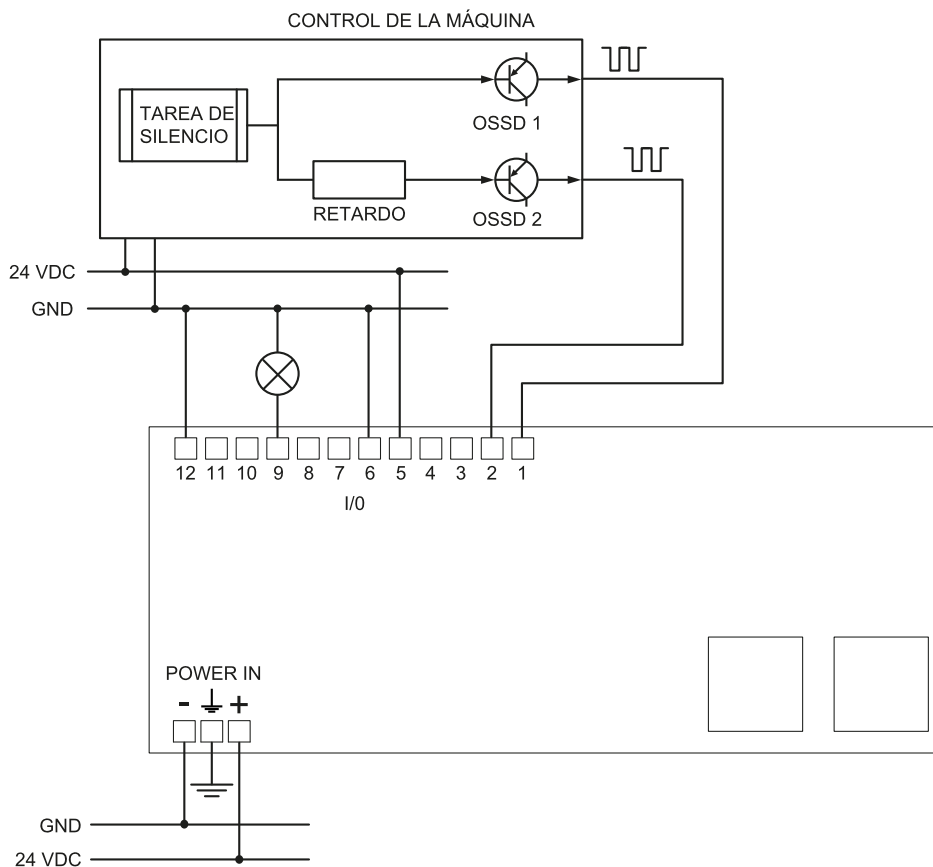 CONTROL DE LA MÁQUINA
TAREA DE
SILENCIO
OSSD 1
RETARDO
OSSD 2
24 VDC
GND
12 11 10 9 8 7 6 5 4 3 2 1
I/0
POWER IN
- +
GND
24 VDC